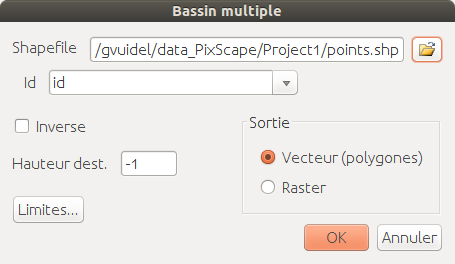 Bassin multiple
Shapefile /gvuidel/data_PixScape/Project1/points.shp
Id id
Inverse
Hauteur dest. -1
Limites...
Sortie
Vecteur (polygones)
Raster
OK Annuler